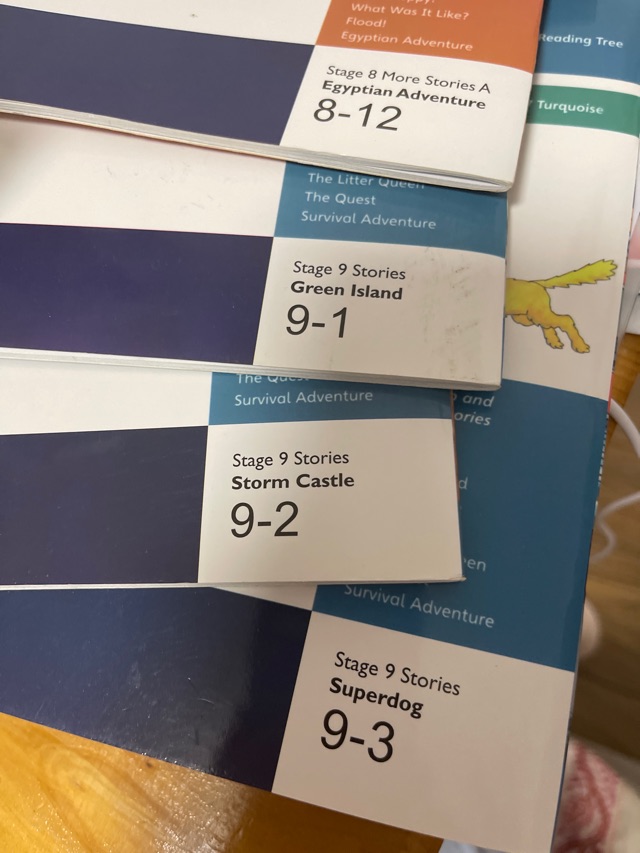 What Was It Like?
Flood!
Egyptian Adventure
Reading Tree
Stage 8 More Stories A
Egyptian Adventure
8-12
Turquoise
The Litter Queen
The Quest
Survival Adventure
Stage 9 Stories
Green Island
9-1
The Quest
Survival Adventure
and
Stage 9 Stories
Storm Castle
9-2
Survival Adventure
Stage 9 Stories
Superdog
9-3